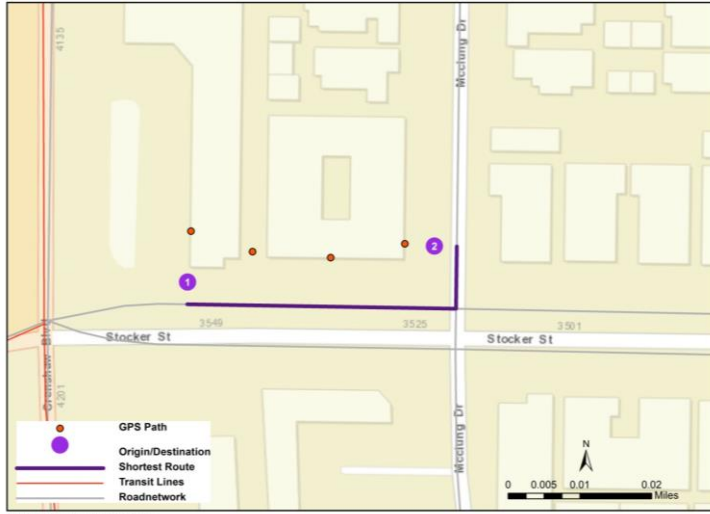 4135
Mcclung Dr
2
1
3549
3525
3501
Stocker St
Stocker St
Crenshaw Blvd
4201
Mcclung Dr
GPS Path
Origin/Destination
Shortest Route
Transit Lines
Roadnetwork
N
0 0.005 0.01 0.02
Miles